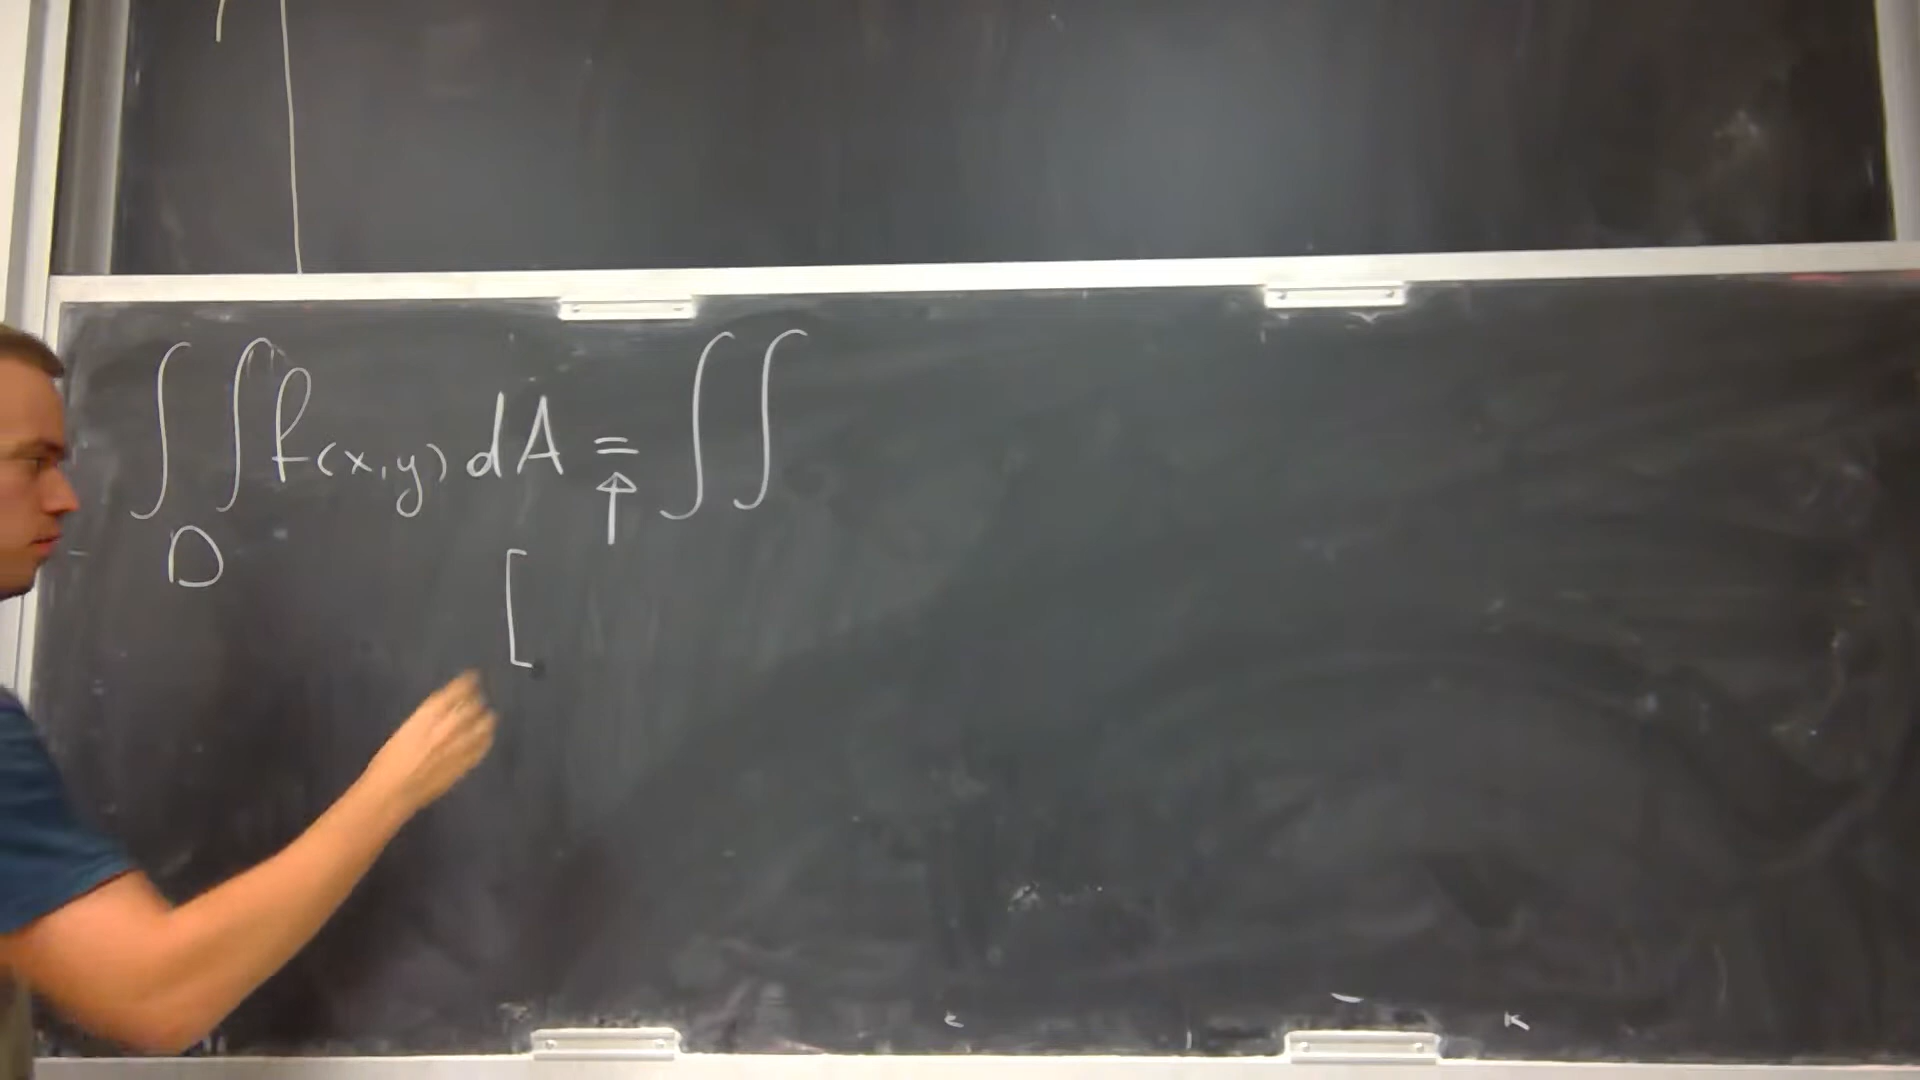 ∫∫ f(x,y) dA = ∫∫
D ↑
[